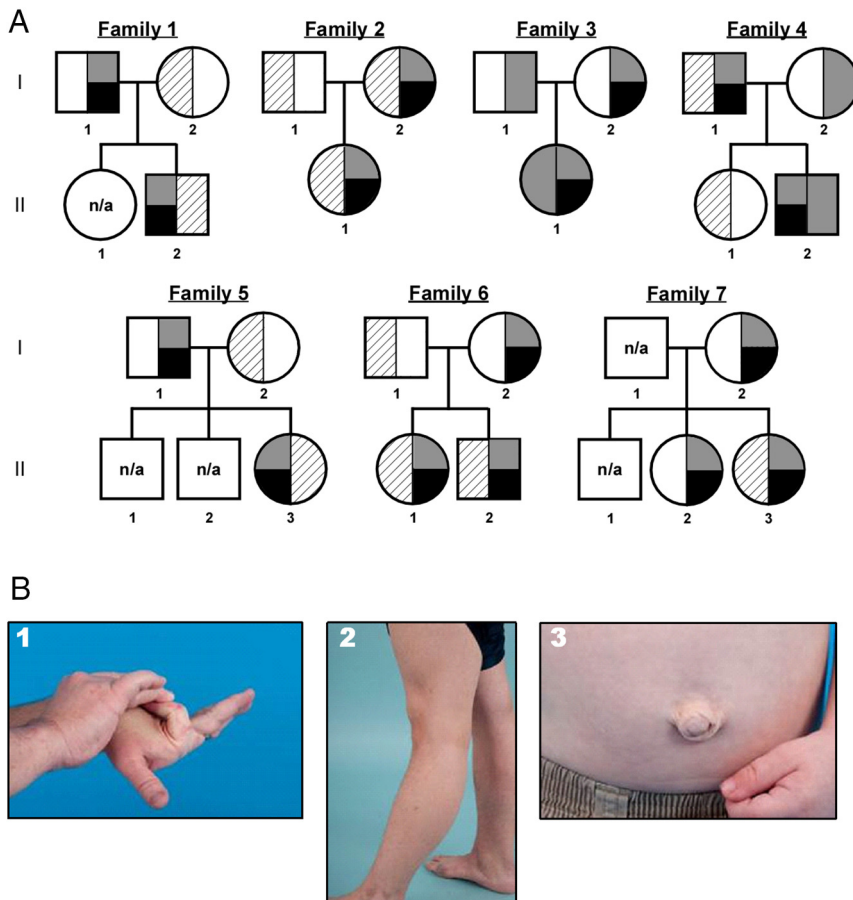 A
Family 1 Family 2 Family 3 Family 4
I
1 2 1 2 1 2 1 2
II
n/a
1 2 1 1 1 2
Family 5 Family 6 Family 7
I
n/a
1 2 1 2 1 2
II
n/a n/a n/a
1 2 3 1 2 1 2 3
B
1 2 3